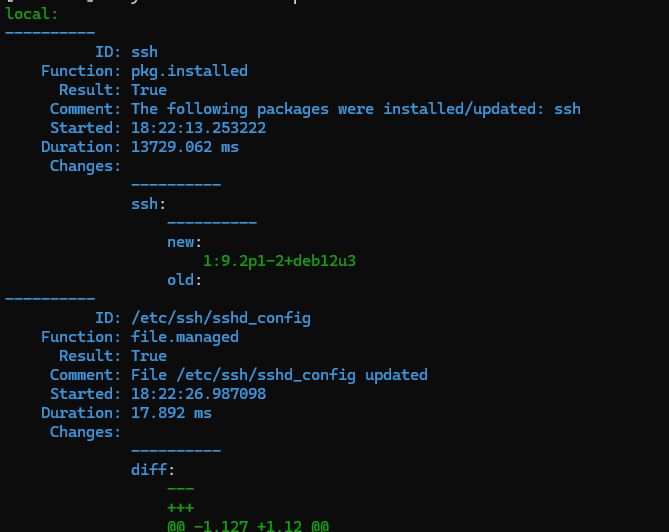 local:
----------
ID: ssh
Function: pkg.installed
Result: True
Comment: The following packages were installed/updated: ssh
Started: 18:22:13.253222
Duration: 13729.062 ms
Changes:
----------
ssh:
----------
new:
1:9.2p1-2+deb12u3
old:
----------
ID: /etc/ssh/sshd_config
Function: file.managed
Result: True
Comment: File /etc/ssh/sshd_config updated
Started: 18:22:26.987098
Duration: 17.892 ms
Changes:
----------
diff:
---
+++
@@ -1,127 +1,12 @@